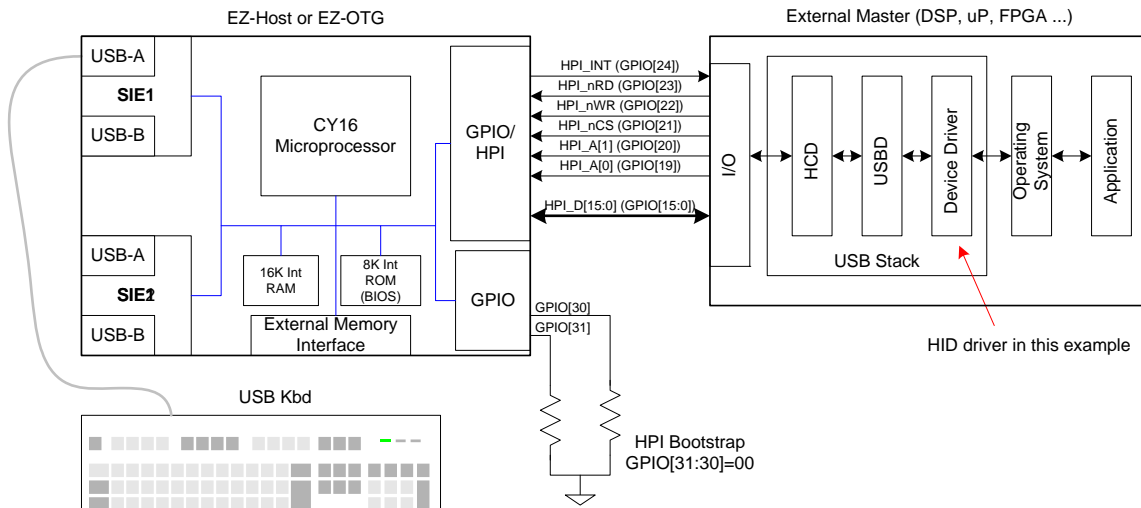 EZ-Host or EZ-OTG
External Master (DSP, uP, FPGA ...)
USB-A
SIE1
USB-B
CY16
Microprocessor
GPIO/
HPI
HPI_INT (GPIO[24])
HPI_nRD (GPIO[23])
HPI_nWR (GPIO[22])
HPI_nCS (GPIO[21])
HPI_A[1] (GPIO[20])
HPI_A[0] (GPIO[19])
HPI_D[15:0] (GPIO[15:0])
I/O
HCD
USBD
Device Driver
Operating
System
Application
USB Stack
USB-A
USB-B
16K Int
RAM
8K Int
ROM
(BIOS)
GPIO
External Memory
Interface
GPIO[30]
GPIO[31]
HID driver in this example
USB Kbd
HPI Bootstrap
GPIO[31:30]=00